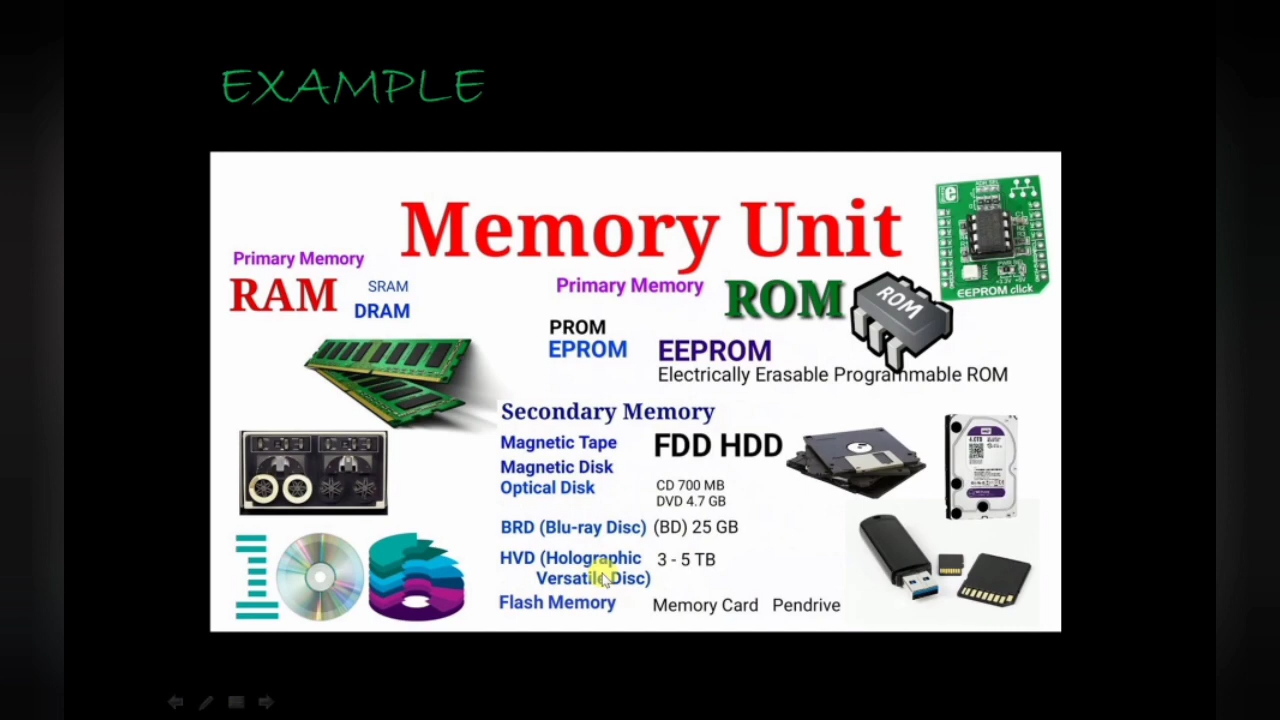 EXAMPLE
Memory Unit
Primary Memory
RAM
SRAM
DRAM
Primary Memory
ROM
ROM
EEPROM click
PROM
EPROM
EEPROM
Electrically Erasable Programmable ROM
Secondary Memory
Magnetic Tape
FDD HDD
Magnetic Disk
Optical Disk
CD 700 MB
DVD 4.7 GB
BRD (Blu-ray Disc) (BD) 25 GB
HVD (Holographic
Versatile Disc)
3 - 5 TB
Flash Memory
Memory Card Pendrive